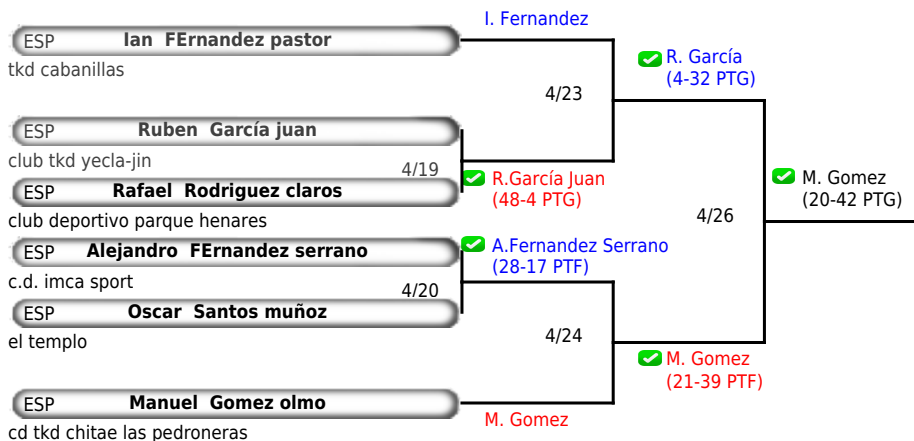 I. Fernandez
ESP Ian FErnandez pastor
tkd cabanillas
R. García
(4-32 PTG)
4/23
ESP Ruben García juan
club tkd yecla-jin
4/19
R.García Juan
(48-4 PTG)
ESP Rafael Rodriguez claros
club deportivo parque henares
M. Gomez
(20-42 PTG)
4/26
ESP Alejandro FErnandez serrano
c.d. imca sport
A.Fernandez Serrano
(28-17 PTF)
4/20
ESP Oscar Santos muñoz
el templo
4/24
M. Gomez
(21-39 PTF)
ESP Manuel Gomez olmo
cd tkd chitae las pedroneras
M. Gomez